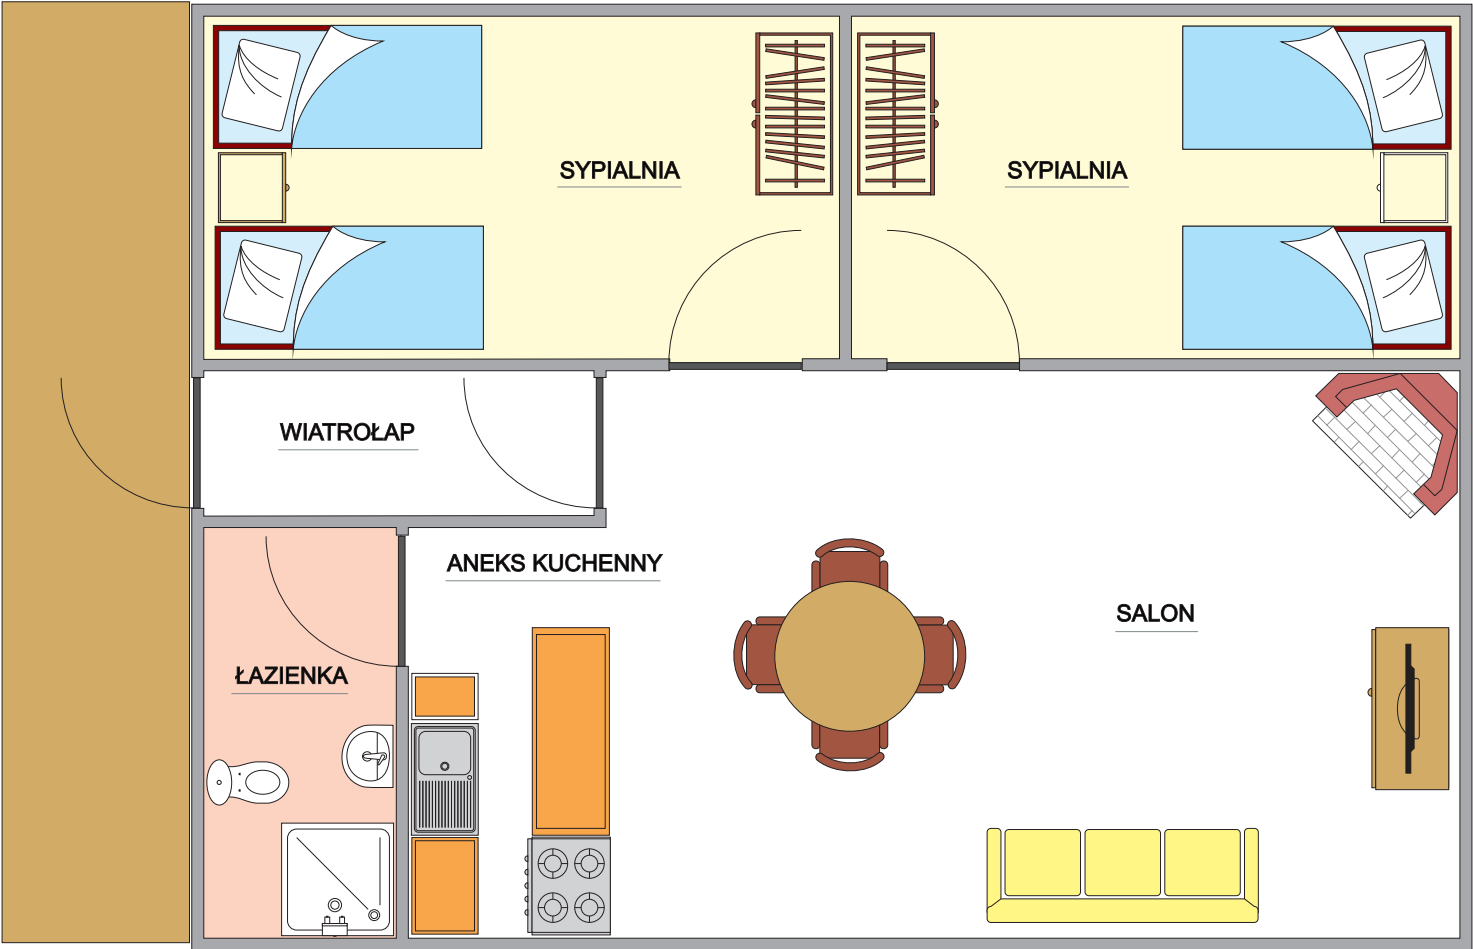 SYPIALNIA
SYPIALNIA
WIATROŁAP
ANEKS KUCHENNY
SALON
ŁAZIENKA